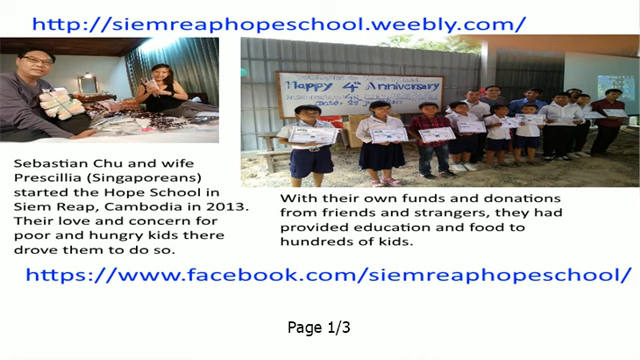 http://siemreaphopeschool.weebly.com/
Happy 4th Anniversary
Sebastian Chu and wife
Prescillia (Singaporeans)
started the Hope School in
Siem Reap, Cambodia in 2013.
Their love and concern for
poor and hungry kids there
drove them to do so.
With their own funds and donations
from friends and strangers, they had
provided education and food to
hundreds of kids.
https://www.facebook.com/siemreaphopeschool/
Page 1/3